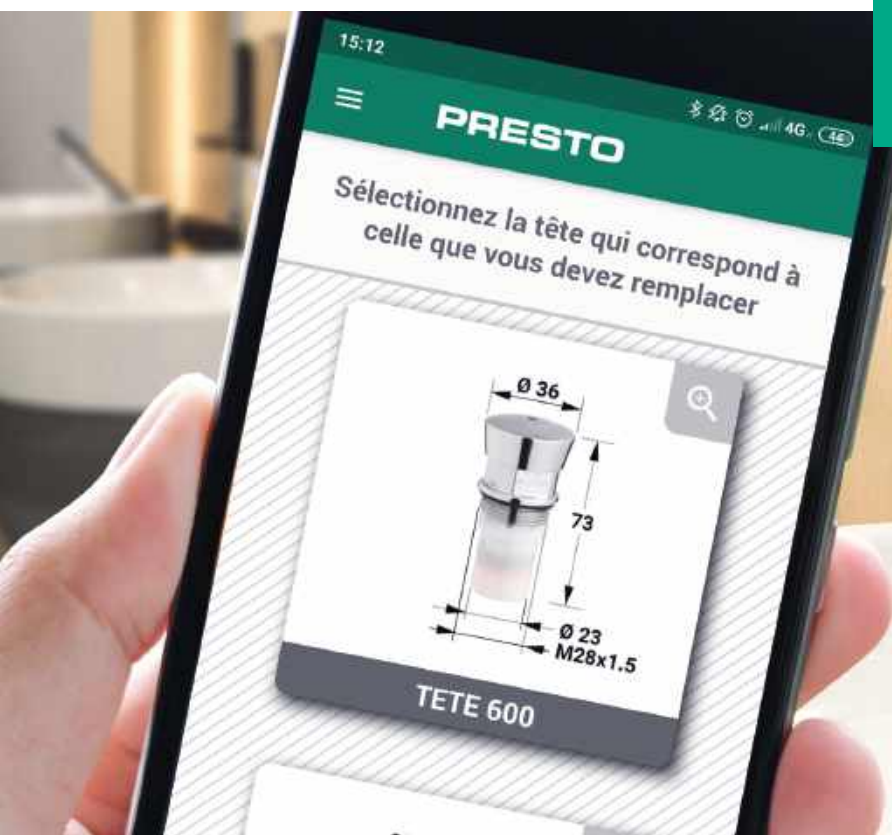 15:12
4G 46
PRESTO
Sélectionnez la tête qui correspond à
celle que vous devez remplacer
Ø 36
73
Ø 23
M28x1.5
TETE 600